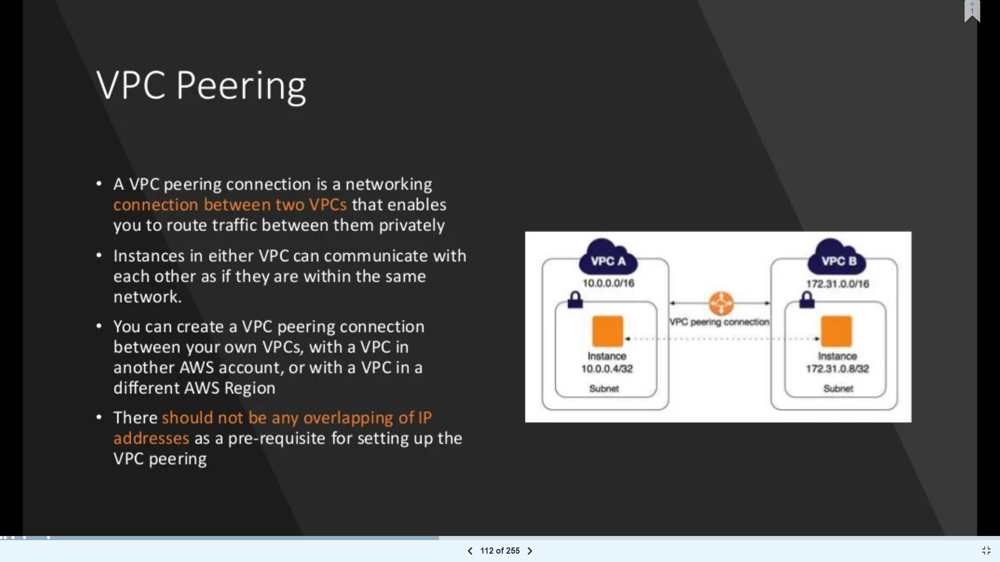 +
1
VPC Peering
• A VPC peering connection is a networking
connection between two VPCs that enables
you to route traffic between them privately
• Instances in either VPC can communicate with
each other as if they are within the same
network.
• You can create a VPC peering connection
between your own VPCs, with a VPC in
another AWS account, or with a VPC in a
different AWS Region
• There should not be any overlapping of IP
addresses as a pre-requisite for setting up the
VPC peering
VPC A
10.0.0.0/16
Instance
10.0.0.4/32
Subnet
VPC peering connection
VPC B
172.31.0.0/16
Instance
172.31.0.8/32
Subnet
112 of 255